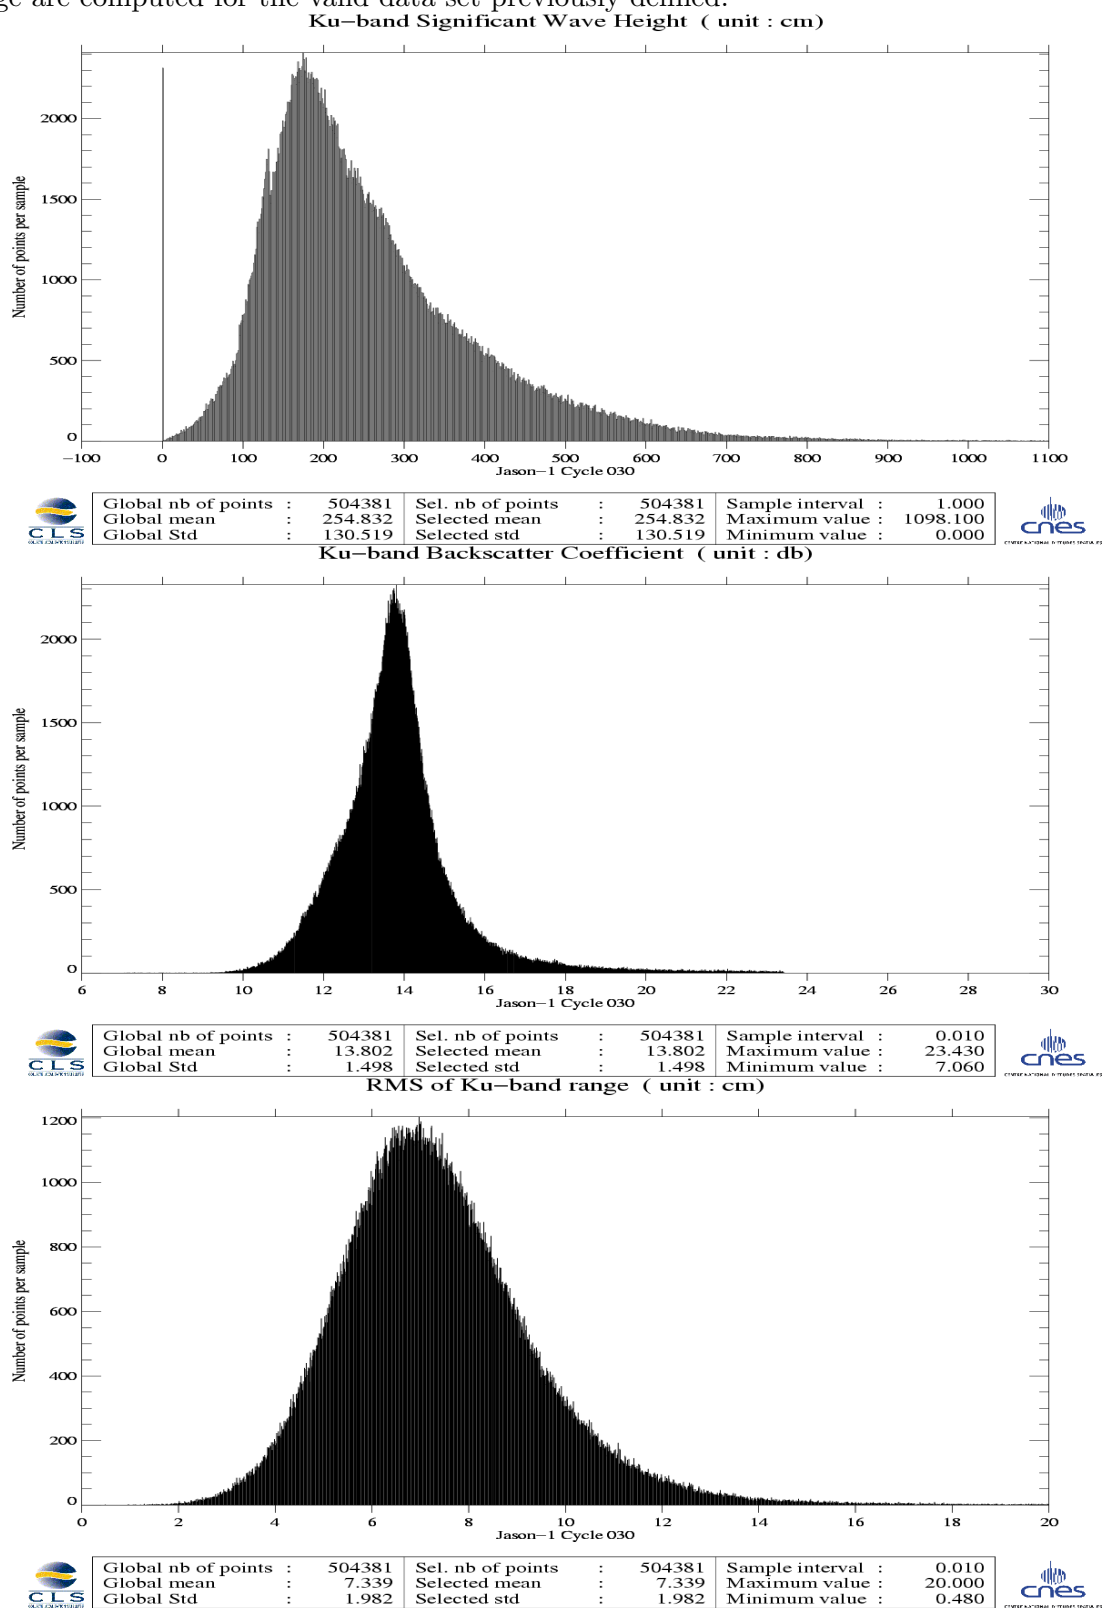 ge are computed for the valid data set previously defined.
Ku-band Significant Wave Height ( unit : cm)
Number of points per sample
2000
1500
1000
500
0
-100 0 100 200 300 400 500 600 700 800 900 1000 1100
Jason-1 Cycle 030
CLS
Global nb of points : 504381 Sel. nb of points : 504381 Sample interval : 1.000
Global mean : 254.832 Selected mean : 254.832 Maximum value : 1098.100
Global Std : 130.519 Selected std : 130.519 Minimum value : 0.000
cnes
Ku-band Backscatter Coefficient ( unit : db)
Number of points per sample
2000
1500
1000
500
0
6 8 10 12 14 16 18 20 22 24 26 28 30
Jason-1 Cycle 030
CLS
Global nb of points : 504381 Sel. nb of points : 504381 Sample interval : 0.010
Global mean : 13.802 Selected mean : 13.802 Maximum value : 23.430
Global Std : 1.498 Selected std : 1.498 Minimum value : 7.060
cnes
RMS of Ku-band range ( unit : cm)
Number of points per sample
1200
1000
800
600
400
200
0
0 2 4 6 8 10 12 14 16 18 20
Jason-1 Cycle 030
CLS
Global nb of points : 504381 Sel. nb of points : 504381 Sample interval : 0.010
Global mean : 7.339 Selected mean : 7.339 Maximum value : 20.000
Global Std : 1.982 Selected std : 1.982 Minimum value : 0.480
cnes